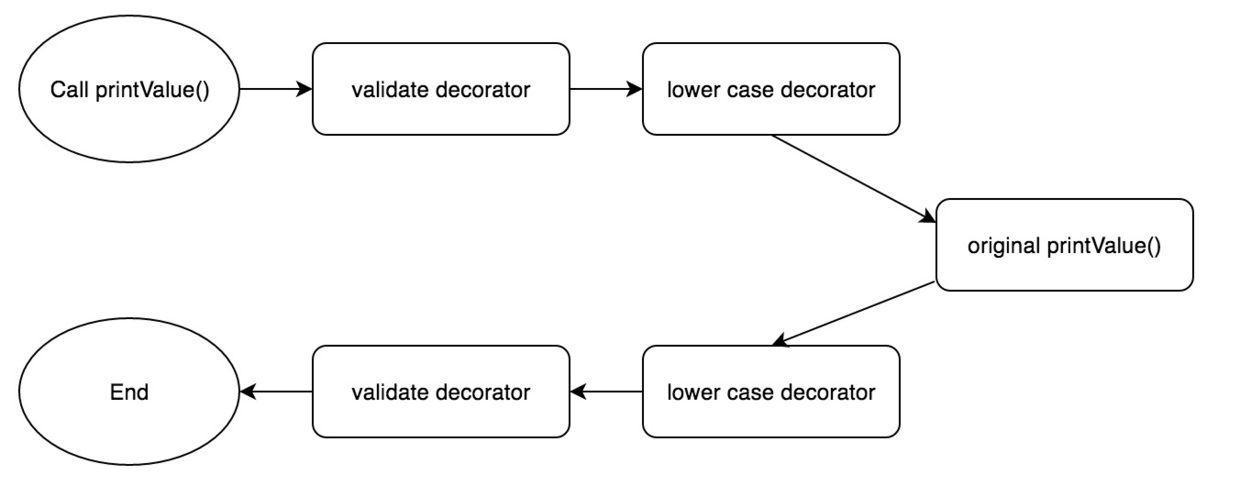 Call printValue()
validate decorator
lower case decorator
original printValue()
lower case decorator
validate decorator
End